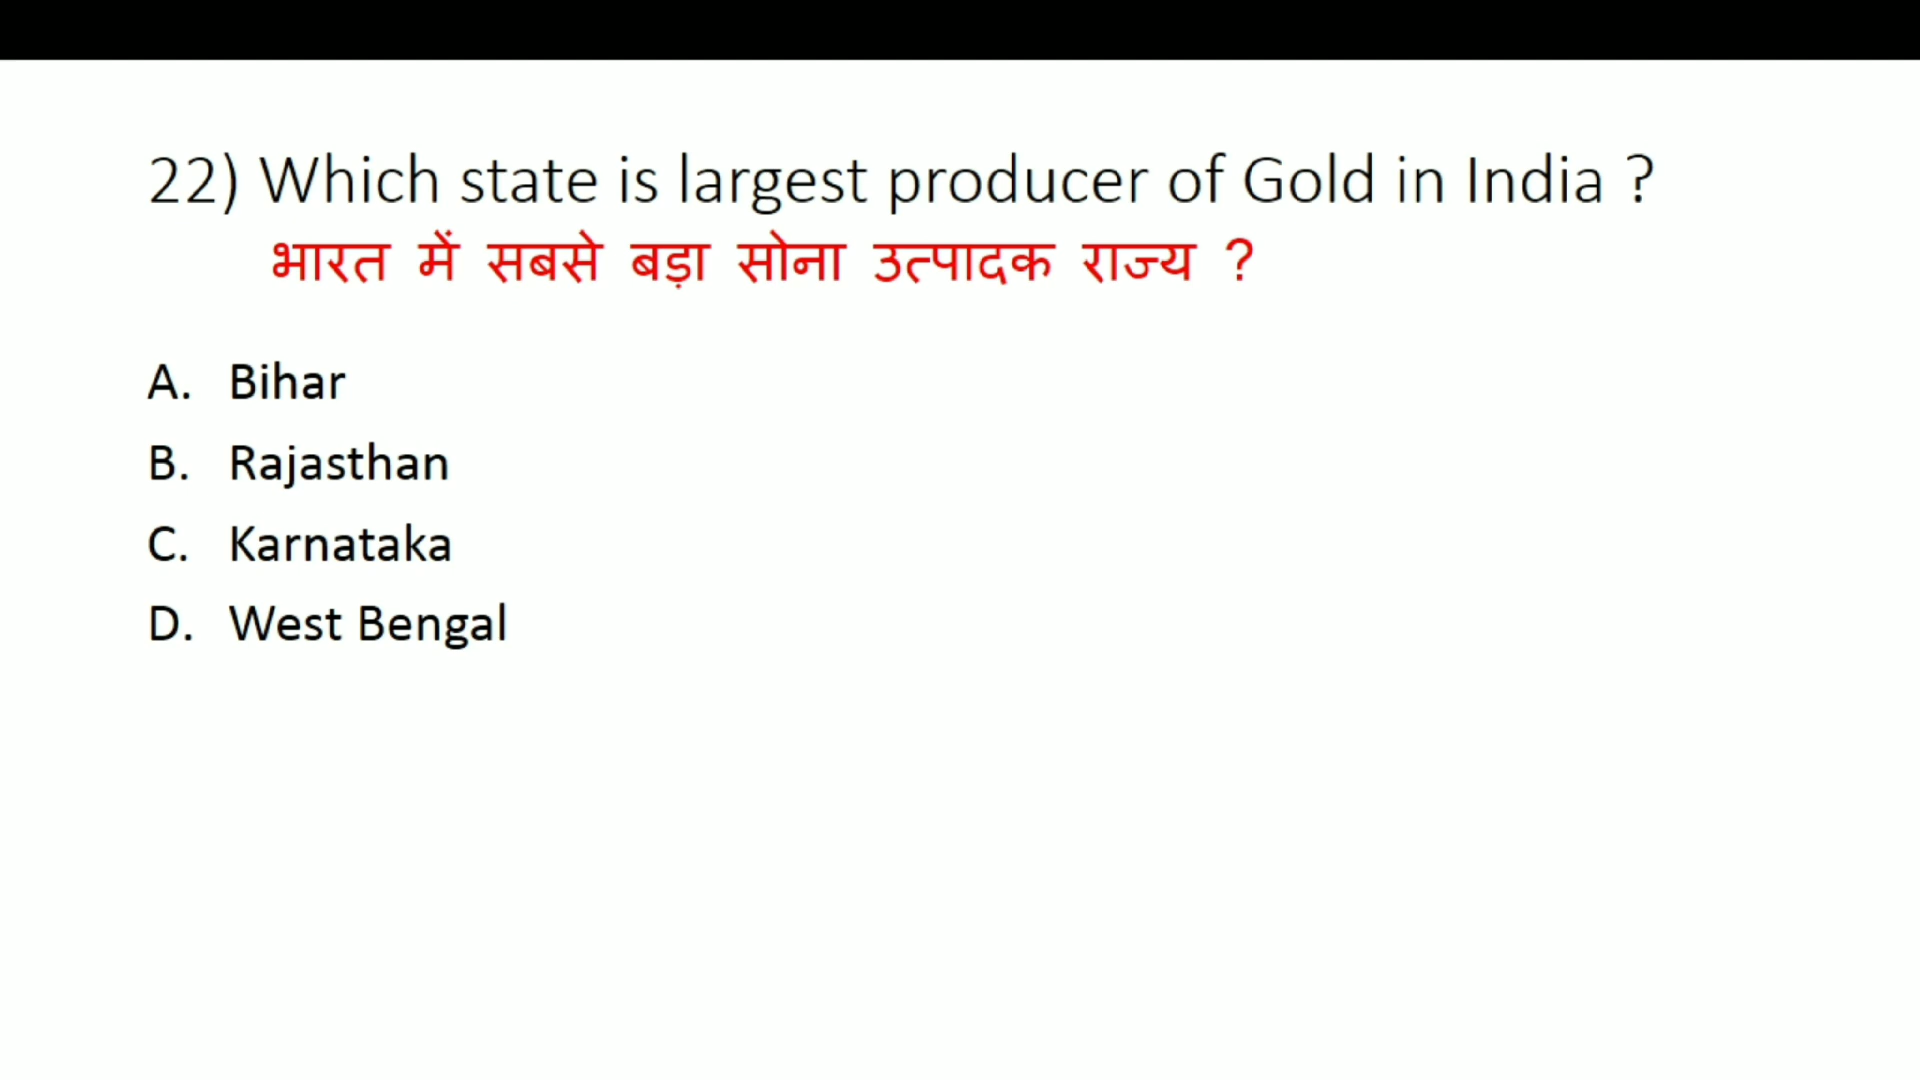 22) Which state is largest producer of Gold in India ?
भारत में सबसे बड़ा सोना उत्पादक राज्य ?
A. Bihar
B. Rajasthan
C. Karnataka
D. West Bengal